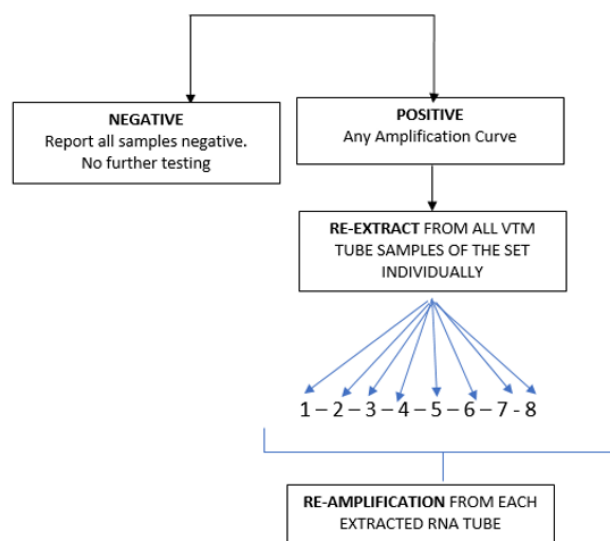 NEGATIVE
Report all samples negative.
No further testing
POSITIVE
Any Amplification Curve
RE-EXTRACT FROM ALL VTM
TUBE SAMPLES OF THE SET
INDIVIDUALLY
1 – 2 – 3 – 4 – 5 – 6 – 7 - 8
RE-AMPLIFICATION FROM EACH
EXTRACTED RNA TUBE